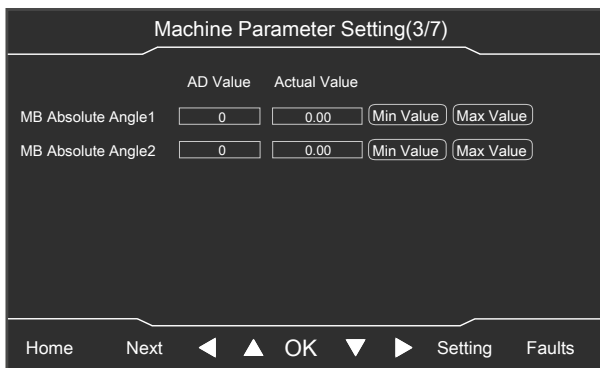 Machine Parameter Setting(3/7)
AD Value Actual Value
MB Absolute Angle1 0 0.00 Min Value Max Value
MB Absolute Angle2 0 0.00 Min Value Max Value
Home Next OK Setting Faults